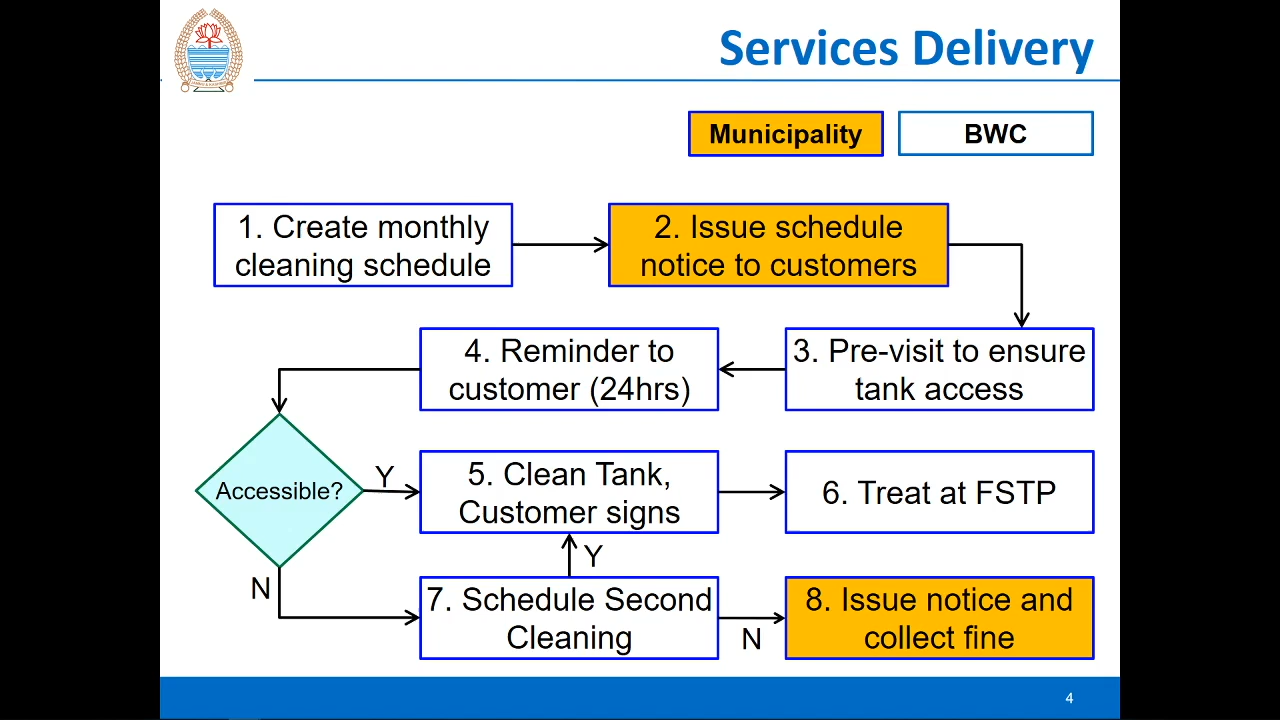 Services Delivery
Municipality
BWC
1. Create monthly
cleaning schedule
2. Issue schedule
notice to customers
3. Pre-visit to ensure
tank access
4. Reminder to
customer (24hrs)
Accessible?
Y
5. Clean Tank,
Customer signs
6. Treat at FSTP
Y
N
7. Schedule Second
Cleaning
N
8. Issue notice and
collect fine
4